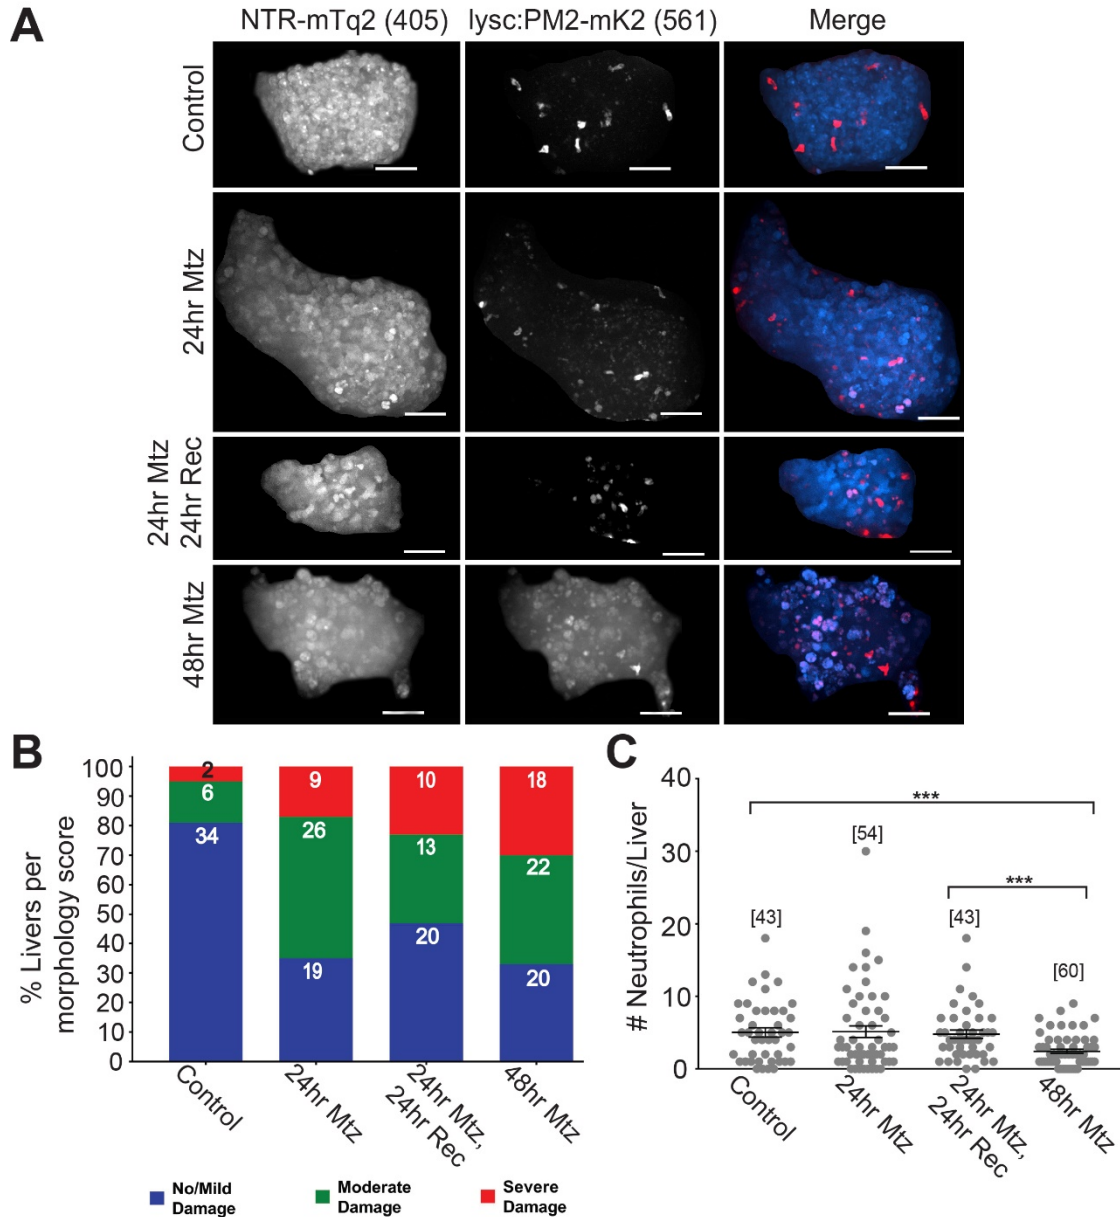 A
NTR-mTq2 (405)
lysc:PM2-mK2 (561)
Merge
Control
24hr Mtz
24hr Mtz
24hr Rec
48hr Mtz
B
% Livers per
morphology score
100
90
80
70
60
50
40
30
20
10
0
2
6
34
9
26
19
10
13
20
18
22
20
Control
24hr Mtz
24hr Mtz,
24hr Rec
48hr Mtz
No/Mild
Damage
Moderate
Damage
Severe
Damage
C
# Neutrophils/Liver
40
30
20
10
0
***
***
[43]
[54]
[43]
[60]
Control
24hr Mtz
24hr Mtz,
24hr Rec
48hr Mtz